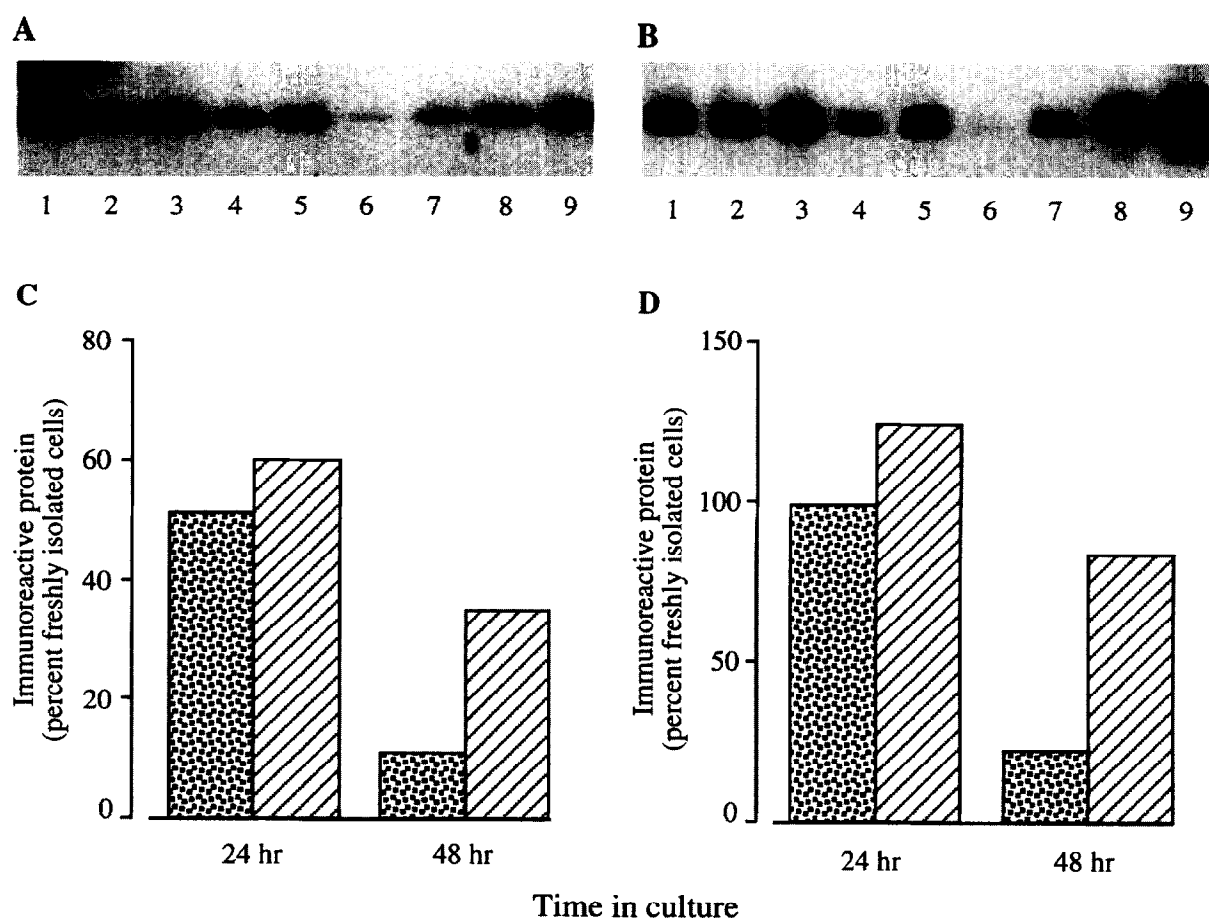 A
B
1 2 3 4 5 6 7 8 9
1 2 3 4 5 6 7 8 9
C
Immunoreactive protein
(percent freshly isolated cells)
80
60
40
20
0
24 hr
48 hr
D
Immunoreactive protein
(percent freshly isolated cells)
150
100
50
0
24 hr
48 hr
Time in culture